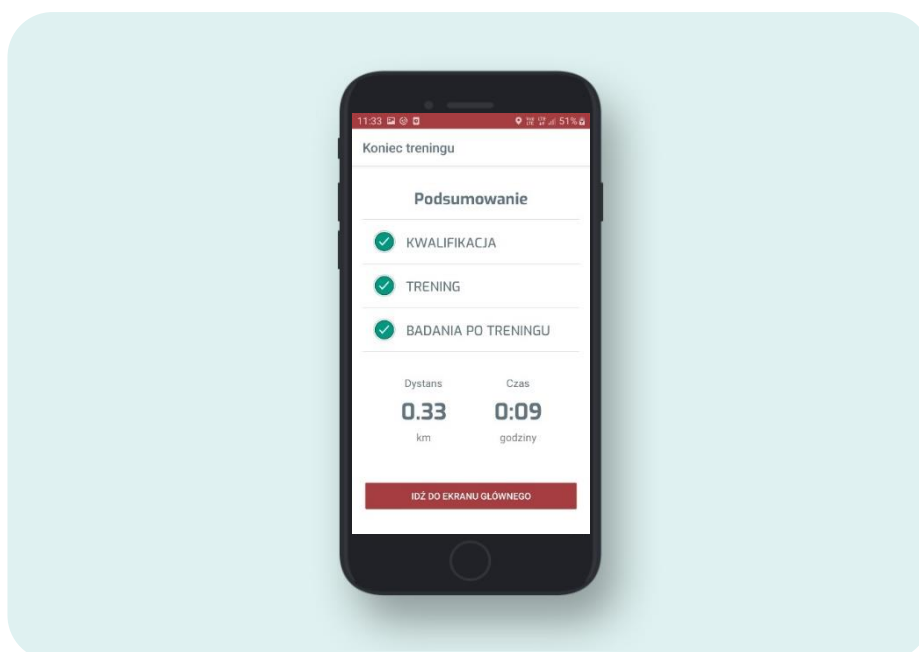 11:33 51%
Koniec treningu
Podsumowanie
KWALIFIKACJA
TRENING
BADANIA PO TRENINGU
Dystans Czas
0.33 0:09
km godziny
IDŹ DO EKRANU GŁÓWNEGO